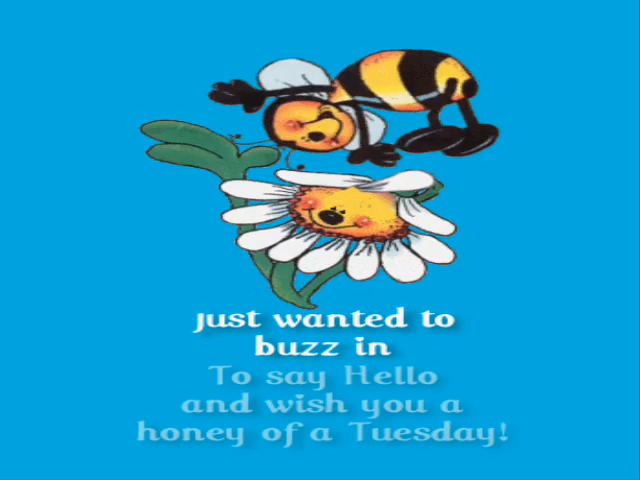 just wanted to
buzz in
To say Hello
and wish you a
honey of a Tuesday!